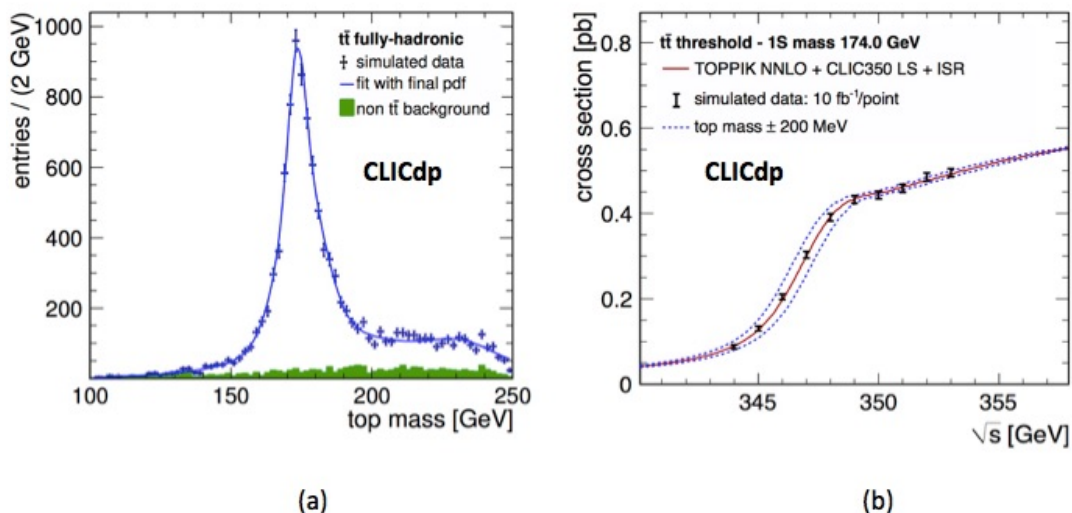 entries / (2 GeV)
1000
800
600
400
200
100
150
200
250
top mass [GeV]
tt̄ fully-hadronic
simulated data
fit with final pdf
non tt̄ background
CLICdp
(a)
cross section [pb]
0.8
0.6
0.4
0.2
0
345
350
355
√s [GeV]
tt̄ threshold - 1S mass 174.0 GeV
TOPPIK NNLO + CLIC350 LS + ISR
simulated data: 10 fb⁻¹/point
top mass ± 200 MeV
CLICdp
(b)